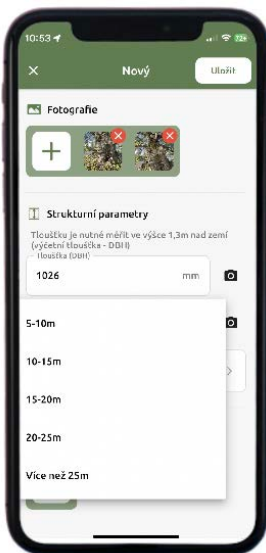 10:53
72
Nový
Uložit
Fotografie
Strukturní parametry
Tloušťku je nutné měřit ve výšce 1,3m nad zemí
(výčetní tloušťka - DBH)
Tloušťka (DBH)
1026 mm
5-10m
10-15m
15-20m
20-25m
Více než 25m